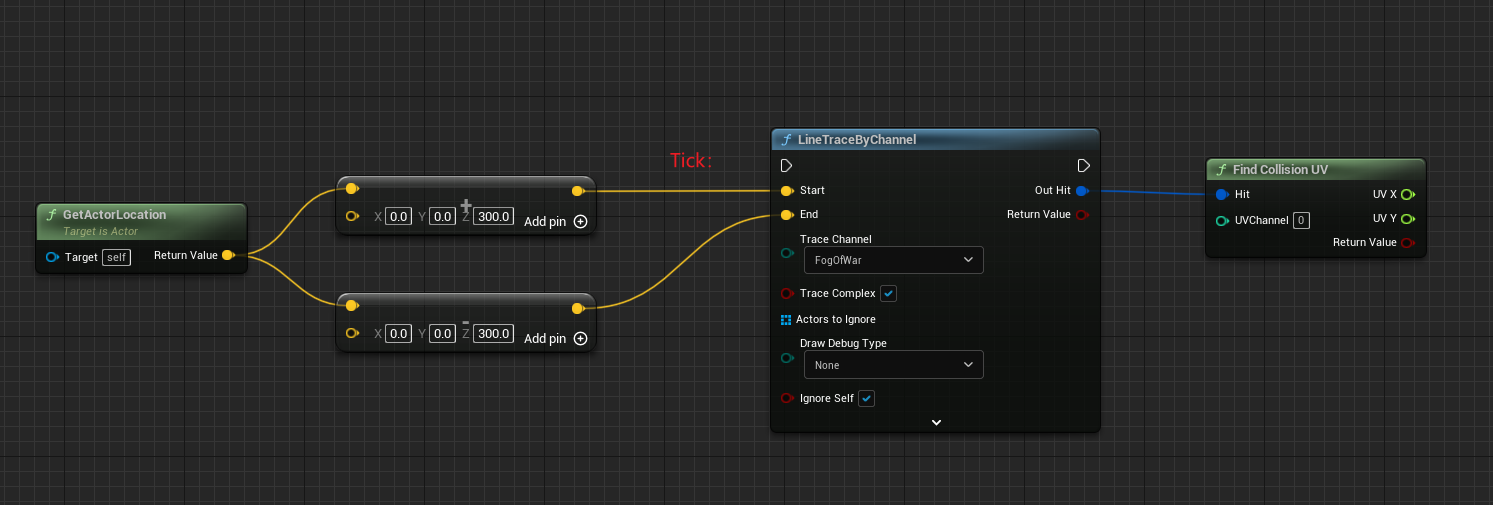 Tick:
LineTraceByChannel
Find Collision UV
Start
Out Hit
Hit
UV X
GetActorLocation
Target is Actor
X 0.0 Y 0.0 Z 300.0
Add pin
End
Return Value
UVChannel 0
UV Y
Trace Channel
Return Value
Target self
Return Value
FogOfWar
Trace Complex
Actors to Ignore
X 0.0 Y 0.0 Z 300.0
Add pin
Draw Debug Type
None
Ignore Self